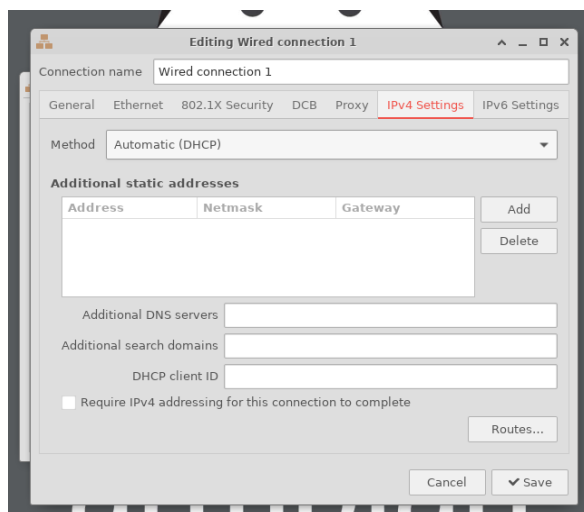 Editing Wired connection 1
Connection name Wired connection 1
General Ethernet 802.1X Security DCB Proxy IPv4 Settings IPv6 Settings
Method Automatic (DHCP)
Additional static addresses
Address Netmask Gateway Add
Delete
Additional DNS servers
Additional search domains
DHCP client ID
Require IPv4 addressing for this connection to complete
Routes...
Cancel Save